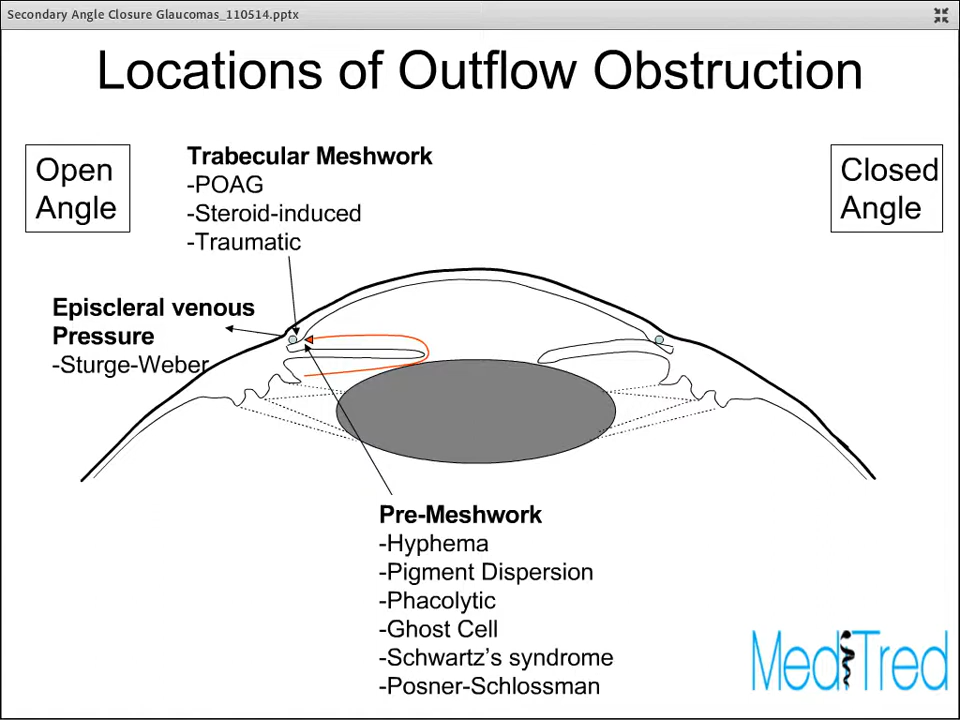 Secondary Angle Closure Glaucomas_110514.pptx
Locations of Outflow Obstruction
Open
Angle
Trabecular Meshwork
-POAG
-Steroid-induced
-Traumatic
Closed
Angle
Episcleral venous
Pressure
-Sturge-Weber
Pre-Meshwork
-Hyphema
-Pigment Dispersion
-Phacolytic
-Ghost Cell
-Schwartz’s syndrome
-Posner-Schlossman
MediTred